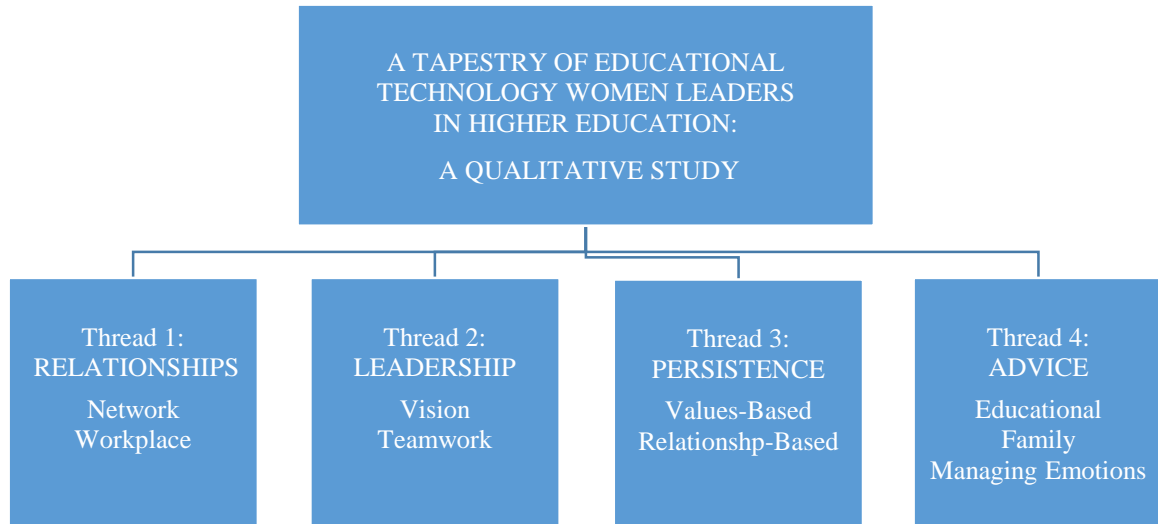 A TAPESTRY OF EDUCATIONAL
TECHNOLOGY WOMEN LEADERS
IN HIGHER EDUCATION:
A QUALITATIVE STUDY
Thread 1:
RELATIONSHIPS
Network
Workplace
Thread 2:
LEADERSHIP
Vision
Teamwork
Thread 3:
PERSISTENCE
Values-Based
Relationshp-Based
Thread 4:
ADVICE
Educational
Family
Managing Emotions